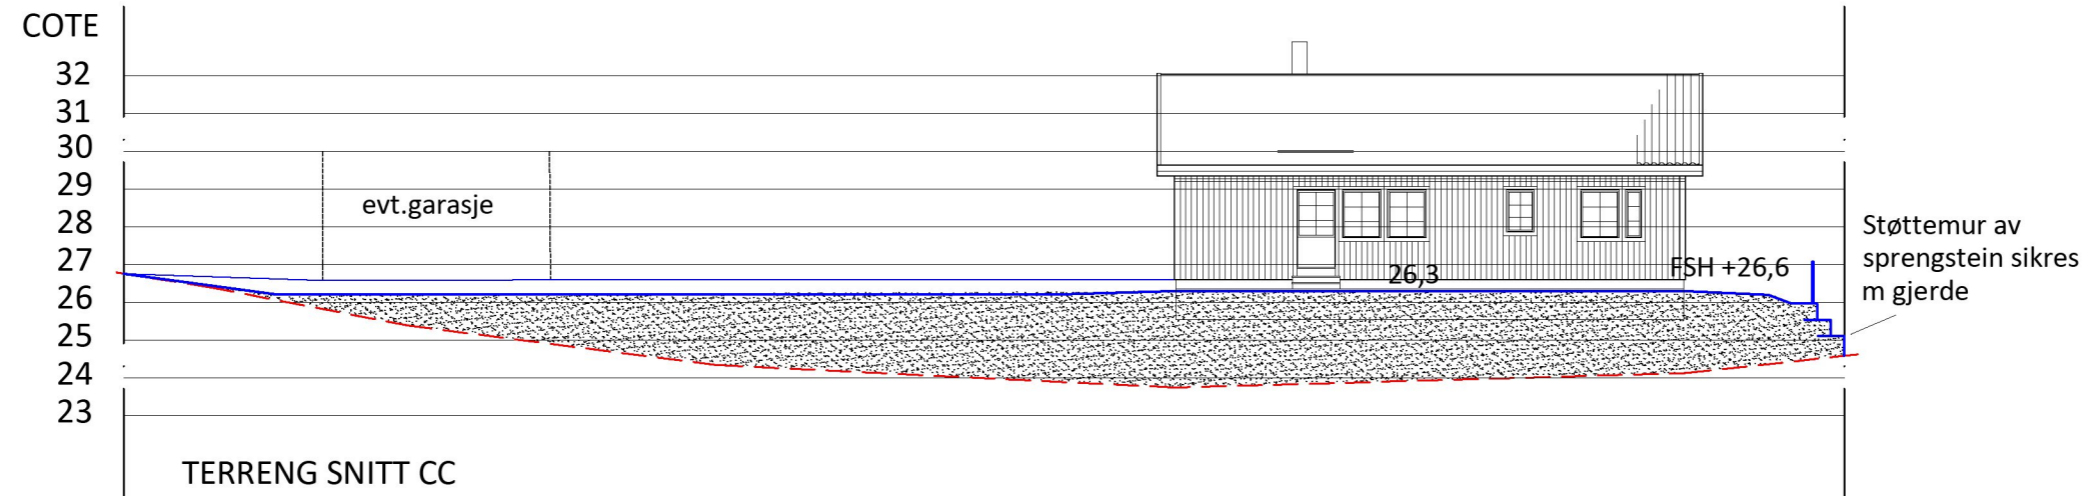 COTE
32
31
30
29
28
27
26
25
24
23
evt.garasje
26,3
FSH +26,6
Støttemur av
sprengstein sikres
m gjerde
TERRENG SNITT CC